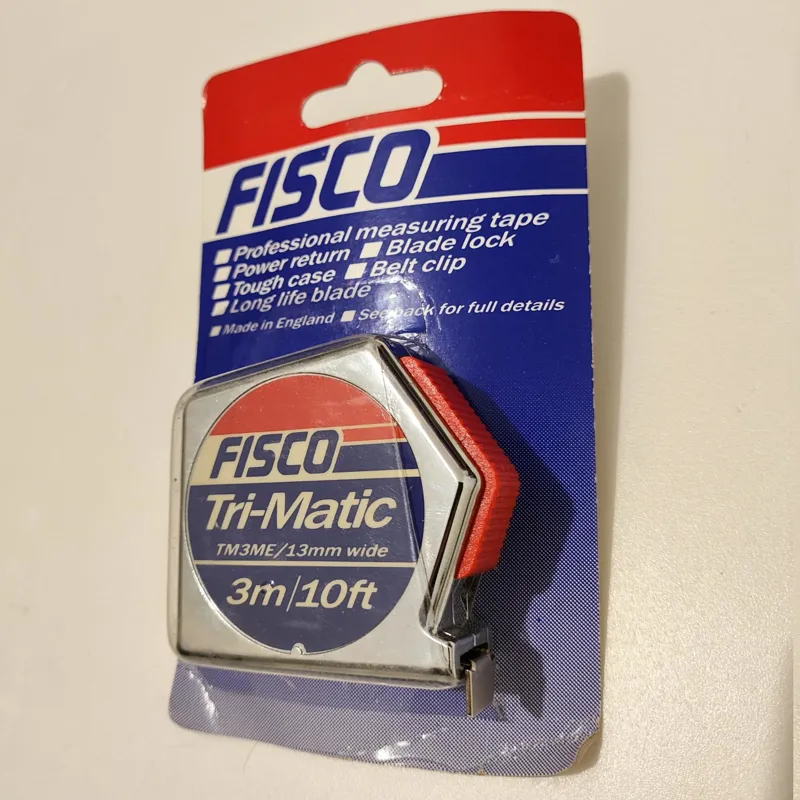 FISCO
Professional measuring tape
Power return Blade lock
Tough case Belt clip
Long life blade
Made in England See back for full details
FISCO
Tri-Matic
TM3ME/13mm wide
3m/10ft